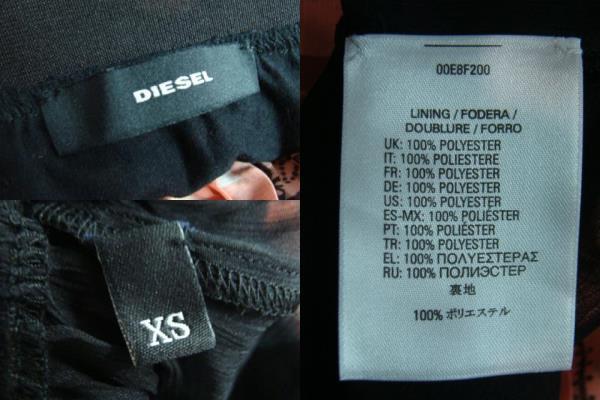 DIESEL
XS
00E8F200
LINING / FODERA /
DOUBLURE / FORRO
UK: 100% POLYESTER
IT: 100% POLIESTERE
FR: 100% POLYESTER
DE: 100% POLYESTER
US: 100% POLYESTER
ES-MX: 100% POLIÉSTER
PT: 100% POLIÉSTER
TR: 100% POLYESTER
EL: 100% ΠΟΛΥΕΣΤΕΡΑΣ
RU: 100% ПОЛИЭСТЕР
裏地
100% ポリエステル